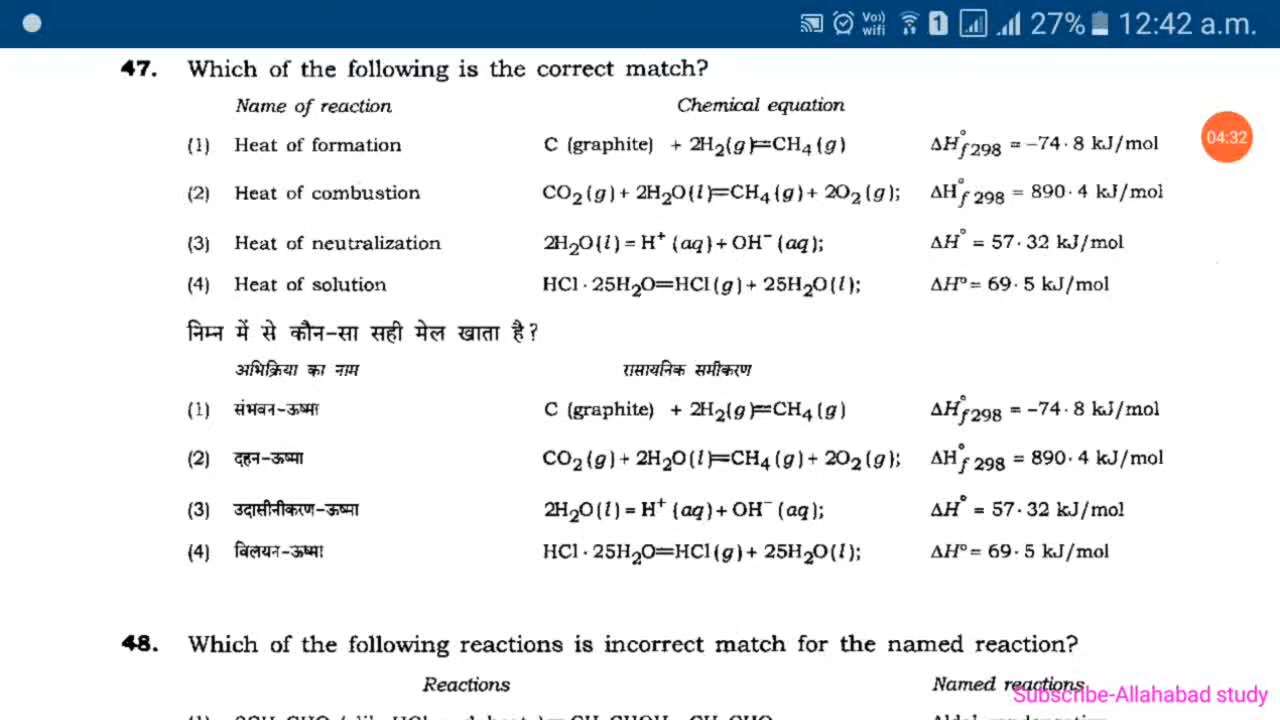 Vo)) wifi 1 27% 12:42 a.m.
47. Which of the following is the correct match?
Name of reaction Chemical equation
(1) Heat of formation C (graphite) + 2H₂(g)=CH₄(g) ΔH°f298 = –74·8 kJ/mol
04:32
(2) Heat of combustion CO₂(g) + 2H₂O(l)=CH₄(g) + 2O₂(g); ΔH°f 298 = 890·4 kJ/mol
(3) Heat of neutralization 2H₂O(l) = H⁺ (aq) + OH⁻ (aq); ΔH° = 57·32 kJ/mol
(4) Heat of solution HCl · 25H₂O=HCl(g) + 25H₂O(l); ΔH° = 69·5 kJ/mol
निम्न में से कौन-सा सही मेल खाता है?
अभिक्रिया का नाम रासायनिक समीकरण
(1) संभवन-ऊष्मा C (graphite) + 2H₂(g)=CH₄(g) ΔH°f298 = –74·8 kJ/mol
(2) दहन-ऊष्मा CO₂(g) + 2H₂O(l)=CH₄(g) + 2O₂(g); ΔH°f 298 = 890·4 kJ/mol
(3) उदासीनीकरण-ऊष्मा 2H₂O(l) = H⁺ (aq) + OH⁻ (aq); ΔH° = 57·32 kJ/mol
(4) विलयन-ऊष्मा HCl · 25H₂O=HCl(g) + 25H₂O(l); ΔH° = 69·5 kJ/mol
48. Which of the following reactions is incorrect match for the named reaction?
Reactions Named reactions
Subscribe-Allahabad study